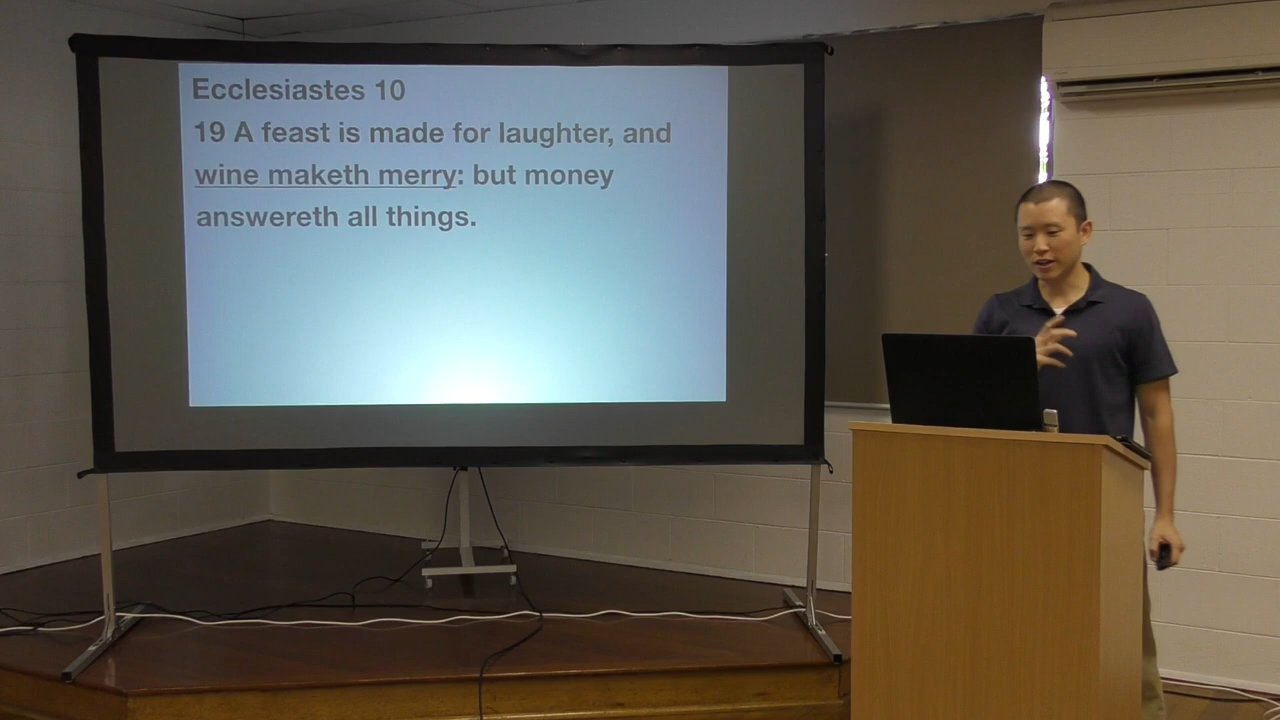 Ecclesiastes 10
19 A feast is made for laughter, and
wine maketh merry: but money
answereth all things.